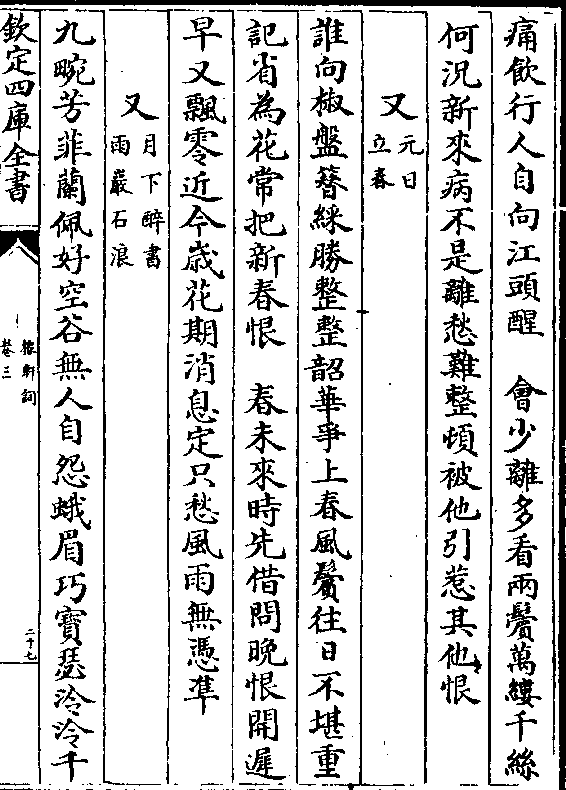 痛飲行人自向江頭醒　會少離多看兩鬢萬縷千絲
何況新來病不是離愁難整頓被他引惹其他恨
又元日立春
誰向椒盤簪綵勝整整韶華爭上春風鬢往日不堪重
記省為花常把新春恨　春未來時先借問晚恨開遲
早又飄零近今歳花期消息定只愁風雨無憑凖
又月下醉書雨巖石浪
九畹芳菲蘭佩好空谷無人自怨蛾眉巧寶瑟泠泠千
欽定四庫全書
稼軒詞
卷三
二十七